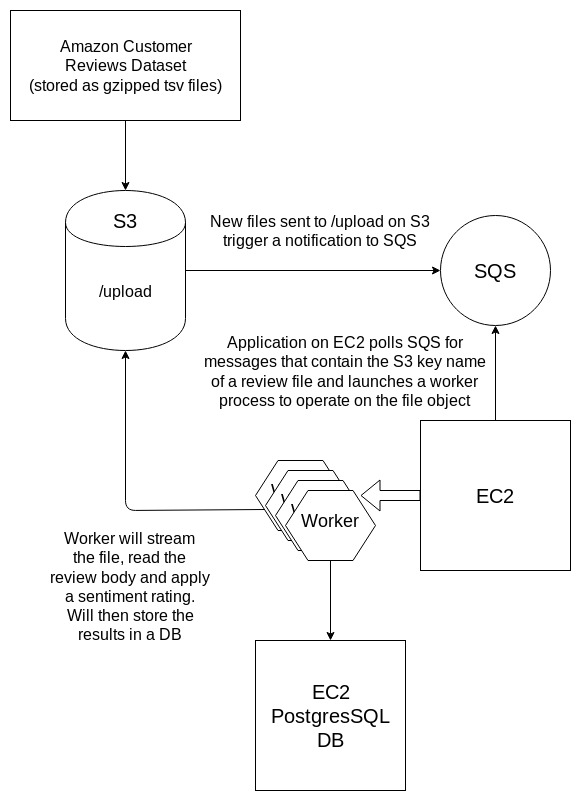 Amazon Customer
Reviews Dataset
(stored as gzipped tsv files)
S3
/upload
New files sent to /upload on S3
trigger a notification to SQS
SQS
Application on EC2 polls SQS for
messages that contain the S3 key name
of a review file and launches a worker
process to operate on the file object
EC2
Worker
Worker will stream
the file, read the
review body and apply
a sentiment rating.
Will then store the
results in a DB
EC2
PostgresSQL
DB